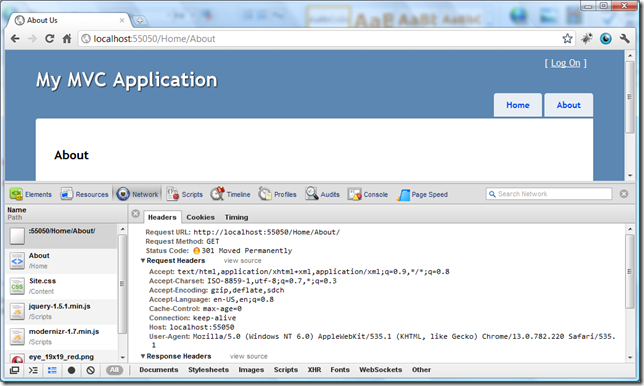 About Us
localhost:55050/Home/About
[ Log On ]
My MVC Application
Home
About
About
Elements
Resources
Network
Scripts
Timeline
Profiles
Audits
Console
Page Speed
Search Network
Name
Path
Headers
Cookies
Timing
:55050/Home/About/
About
/Home
Site.css
/Content
jquery-1.5.1.min.js
/Scripts
modernizr-1.7.min.js
/Scripts
eye_19x19_red.png
Request URL: http://localhost:55050/Home/About/
Request Method: GET
Status Code: 301 Moved Permanently
Request Headers view source
Accept: text/html,application/xhtml+xml,application/xml;q=0.9,*/*;q=0.8
Accept-Charset: ISO-8859-1,utf-8;q=0.7,*;q=0.3
Accept-Encoding: gzip,deflate,sdch
Accept-Language: en-US,en;q=0.8
Cache-Control: max-age=0
Connection: keep-alive
Host: localhost:55050
User-Agent: Mozilla/5.0 (Windows NT 6.0) AppleWebKit/535.1 (KHTML, like Gecko) Chrome/13.0.782.220 Safari/535.
1
Response Headers view source
All
Documents
Stylesheets
Images
Scripts
XHR
Fonts
WebSockets
Other